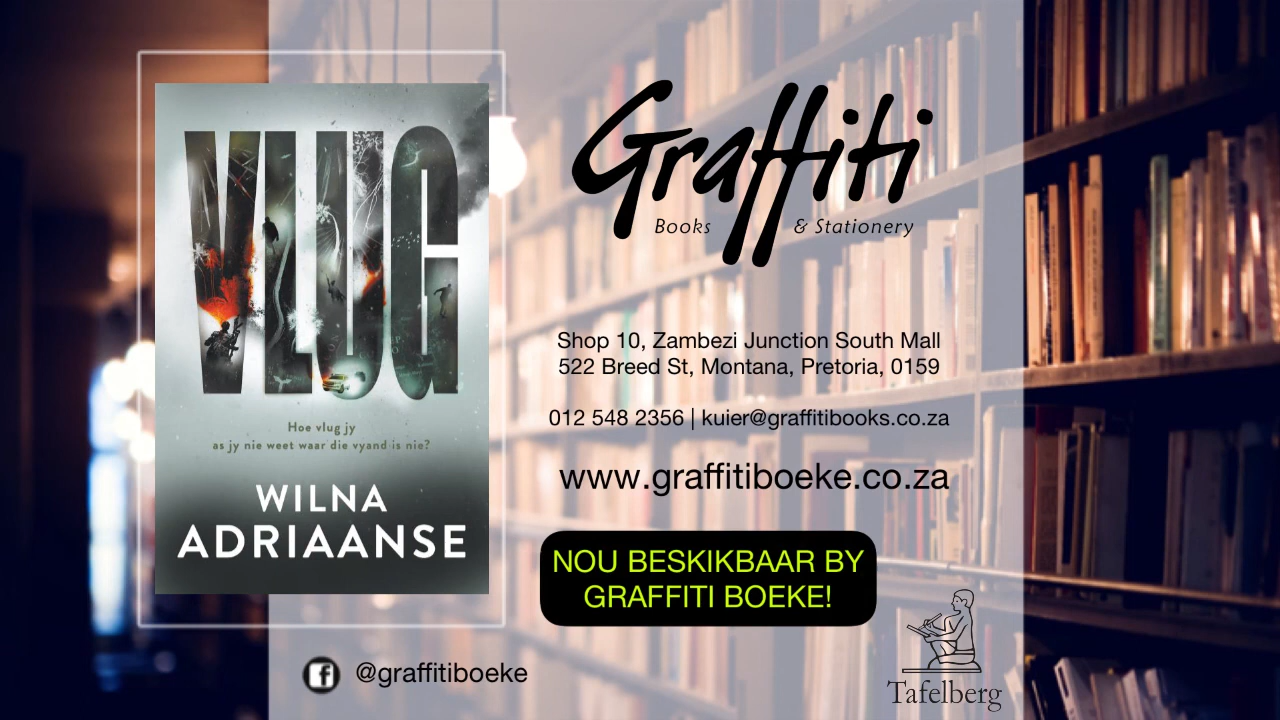 VLUG
Hoe vlug jy
as jy nie weet waar die vyand is nie?
WILNA
ADRIAANSE
Graffiti
Books & Stationery
Shop 10, Zambezi Junction South Mall
522 Breed St, Montana, Pretoria, 0159
012 548 2356 | kuier@graffitibooks.co.za
www.graffitiboeke.co.za
NOU BESKIKBAAR BY
GRAFFITI BOEKE!
@graffitiboeke
Tafelberg